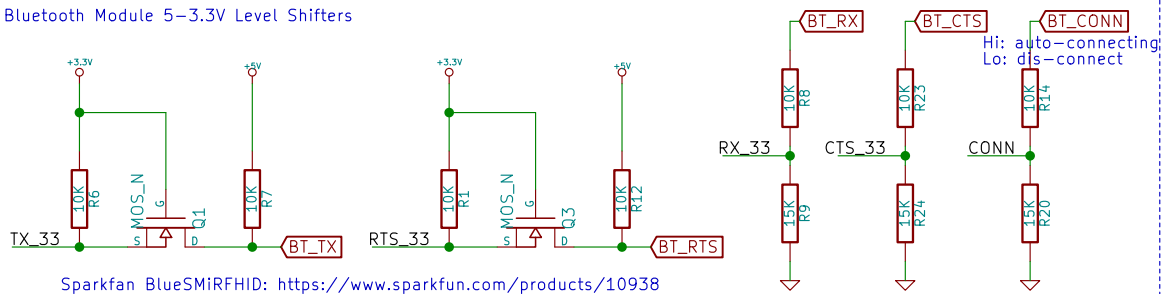 Bluetooth Module 5-3.3V Level Shifters
+3.3V
+5V
+3.3V
+5V
BT_RX
BT_CTS
BT_CONN
Hi: auto-connecting
Lo: dis-connect
10K
R8
10K
R23
10K
R14
RX_33
CTS_33
CONN
10K
R6
MOS_N
G
Q1
10K
R7
10K
R1
MOS_N
G
Q3
10K
R12
15K
R9
15K
R24
15K
R20
TX_33
S
D
BT_TX
RTS_33
S
D
BT_RTS
Sparkfan BlueSMiRFHID: https://www.sparkfun.com/products/10938